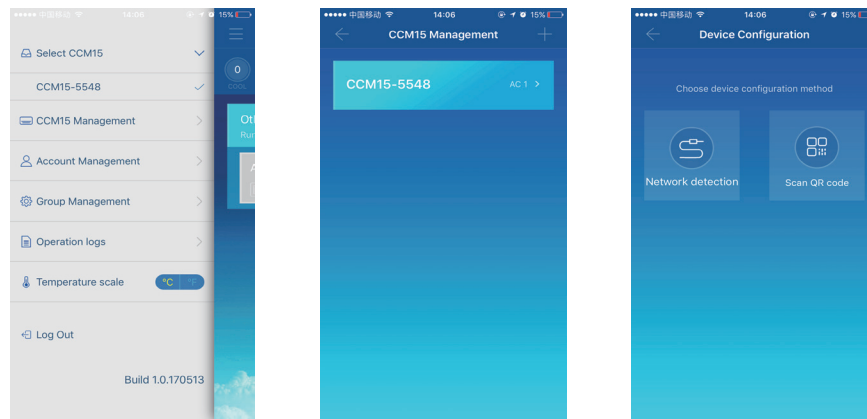 中国移动 14:06 15%
Select CCM15
CCM15-5548
CCM15 Management
Account Management
Group Management
Operation logs
Temperature scale °C °F
Log Out
Build 1.0.170513
0
COOL
中国移动 14:06 15%
CCM15 Management
CCM15-5548 AC 1 >
中国移动 14:06 15%
Device Configuration
Choose device configuration method
Network detection
Scan QR code